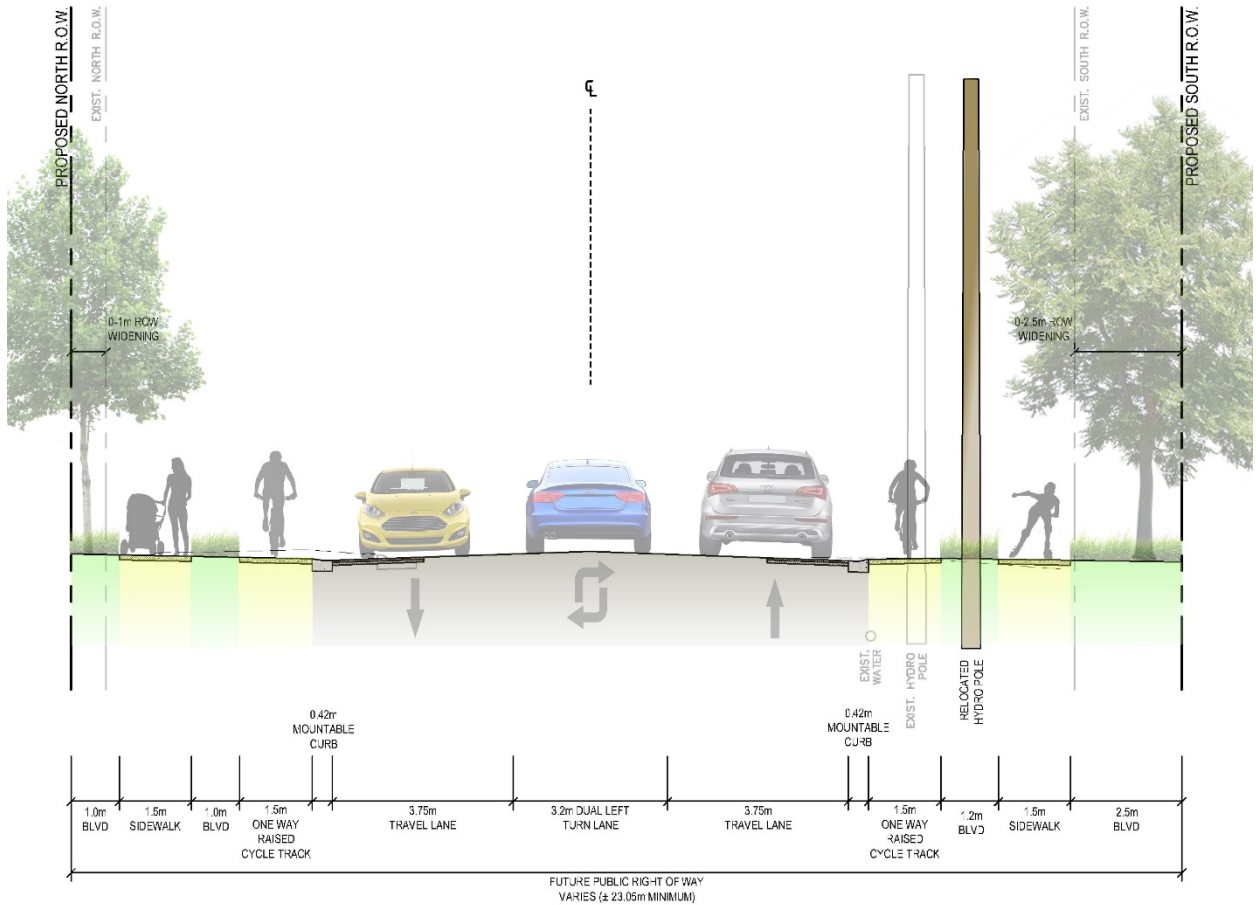 PROPOSED NORTH R.O.W.
EXIST. NORTH R.O.W.
℄
EXIST. SOUTH R.O.W.
PROPOSED SOUTH R.O.W.
0-1m ROW
WIDENING
0-2.5m ROW
WIDENING
EXIST.
WATER
EXIST. HYDRO
POLE
RELOCATED
HYDRO POLE
0.42m
MOUNTABLE
CURB
0.42m
MOUNTABLE
CURB
1.0m
BLVD
1.5m
SIDEWALK
1.0m
BLVD
1.5m
ONE WAY
RAISED
CYCLE TRACK
3.75m
TRAVEL LANE
3.2m DUAL LEFT
TURN LANE
3.75m
TRAVEL LANE
1.5m
ONE WAY
RAISED
CYCLE TRACK
1.2m
BLVD
1.5m
SIDEWALK
2.5m
BLVD
FUTURE PUBLIC RIGHT OF WAY
VARIES (± 23.05m MINIMUM)